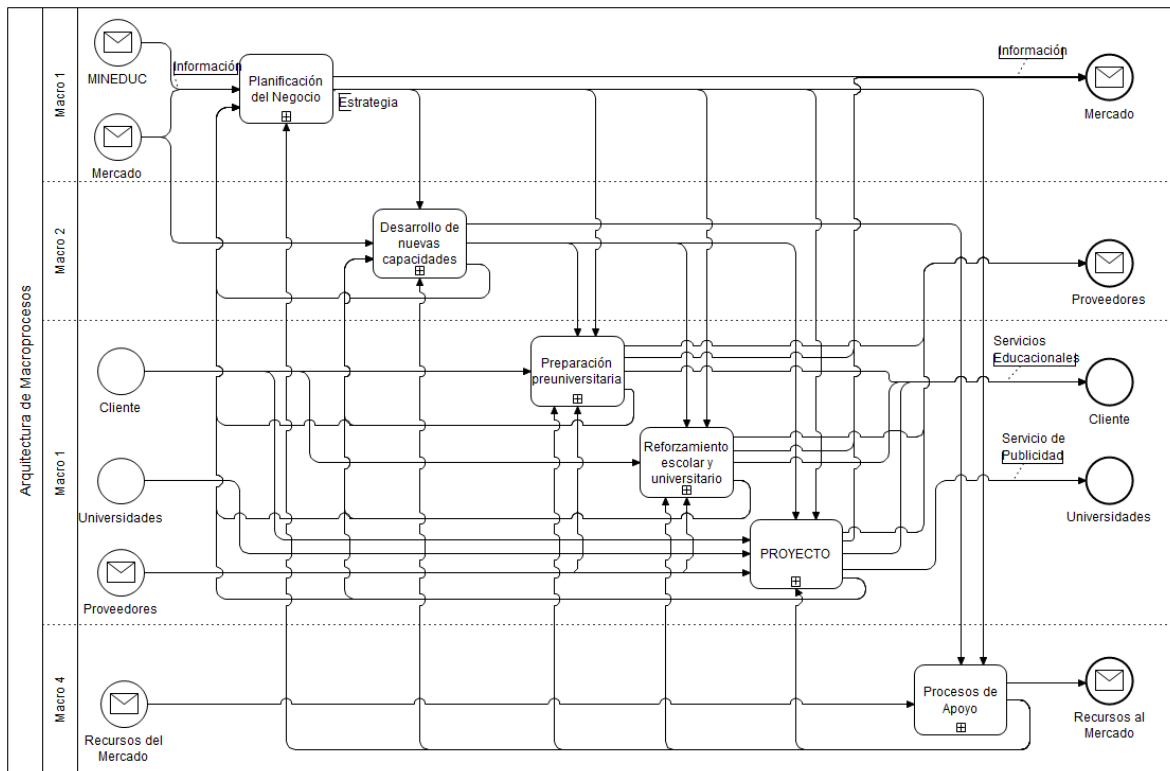 Arquitectura de Macroprocesos
Macro 1
MINEDUC
Mercado
Información
Planificación
del Negocio
Estrategia
Información
Mercado
Macro 2
Desarrollo de
nuevas
capacidades
Proveedores
Macro 1
Cliente
Universidades
Proveedores
Preparación
preuniversitaria
Reforzamiento
escolar y
universitario
PROYECTO
Servicios
Educacionales
Cliente
Servicio de
Publicidad
Universidades
Macro 4
Recursos del
Mercado
Procesos de
Apoyo
Recursos al
Mercado